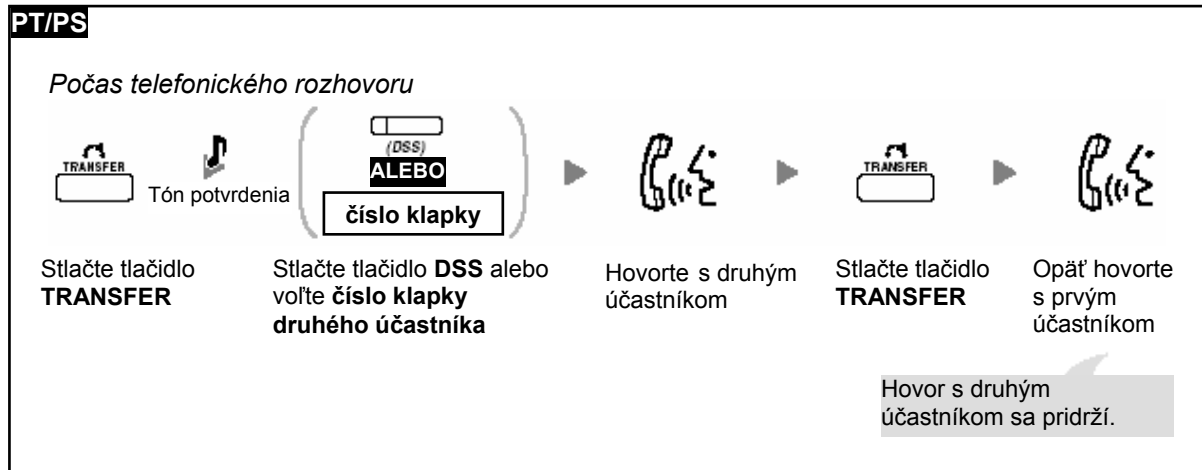 PT/PS
Počas telefonického rozhovoru
TRANSFER
Tón potvrdenia
(DSS)
ALEBO
číslo klapky
TRANSFER
Stlačte tlačidlo
TRANSFER
Stlačte tlačidlo DSS alebo
voľte číslo klapky
druhého účastníka
Hovorte s druhým
účastníkom
Stlačte tlačidlo
TRANSFER
Opäť hovorte
s prvým
účastníkom
Hovor s druhým
účastníkom sa pridrží.